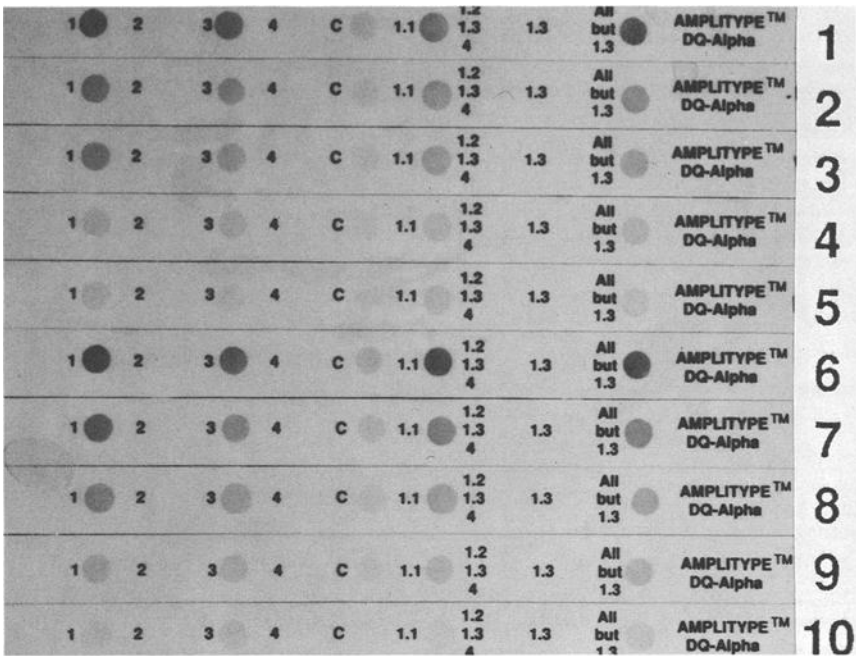 1.2 All AMPLITYPE™
1 2 3 4 C 1.1 1.3 1.3 but 1
4 1.3 DQ-Alpha
1.2 All AMPLITYPE™
1 2 3 4 C 1.1 1.3 1.3 but 2
4 1.3 DQ-Alpha
1.2 All AMPLITYPE™
1 2 3 4 C 1.1 1.3 1.3 but 3
4 1.3 DQ-Alpha
1.2 All AMPLITYPE™
1 2 3 4 C 1.1 1.3 1.3 but 4
4 1.3 DQ-Alpha
1.2 All AMPLITYPE™
1 2 3 4 C 1.1 1.3 1.3 but 5
4 1.3 DQ-Alpha
1.2 All AMPLITYPE™
1 2 3 4 C 1.1 1.3 1.3 but 6
4 1.3 DQ-Alpha
1.2 All AMPLITYPE™
1 2 3 4 C 1.1 1.3 1.3 but 7
4 1.3 DQ-Alpha
1.2 All AMPLITYPE™
1 2 3 4 C 1.1 1.3 1.3 but 8
4 1.3 DQ-Alpha
1.2 All AMPLITYPE™
1 2 3 4 C 1.1 1.3 1.3 but 9
4 1.3 DQ-Alpha
1.2 All AMPLITYPE™
1 2 3 4 C 1.1 1.3 1.3 but 10
4 1.3 DQ-Alpha